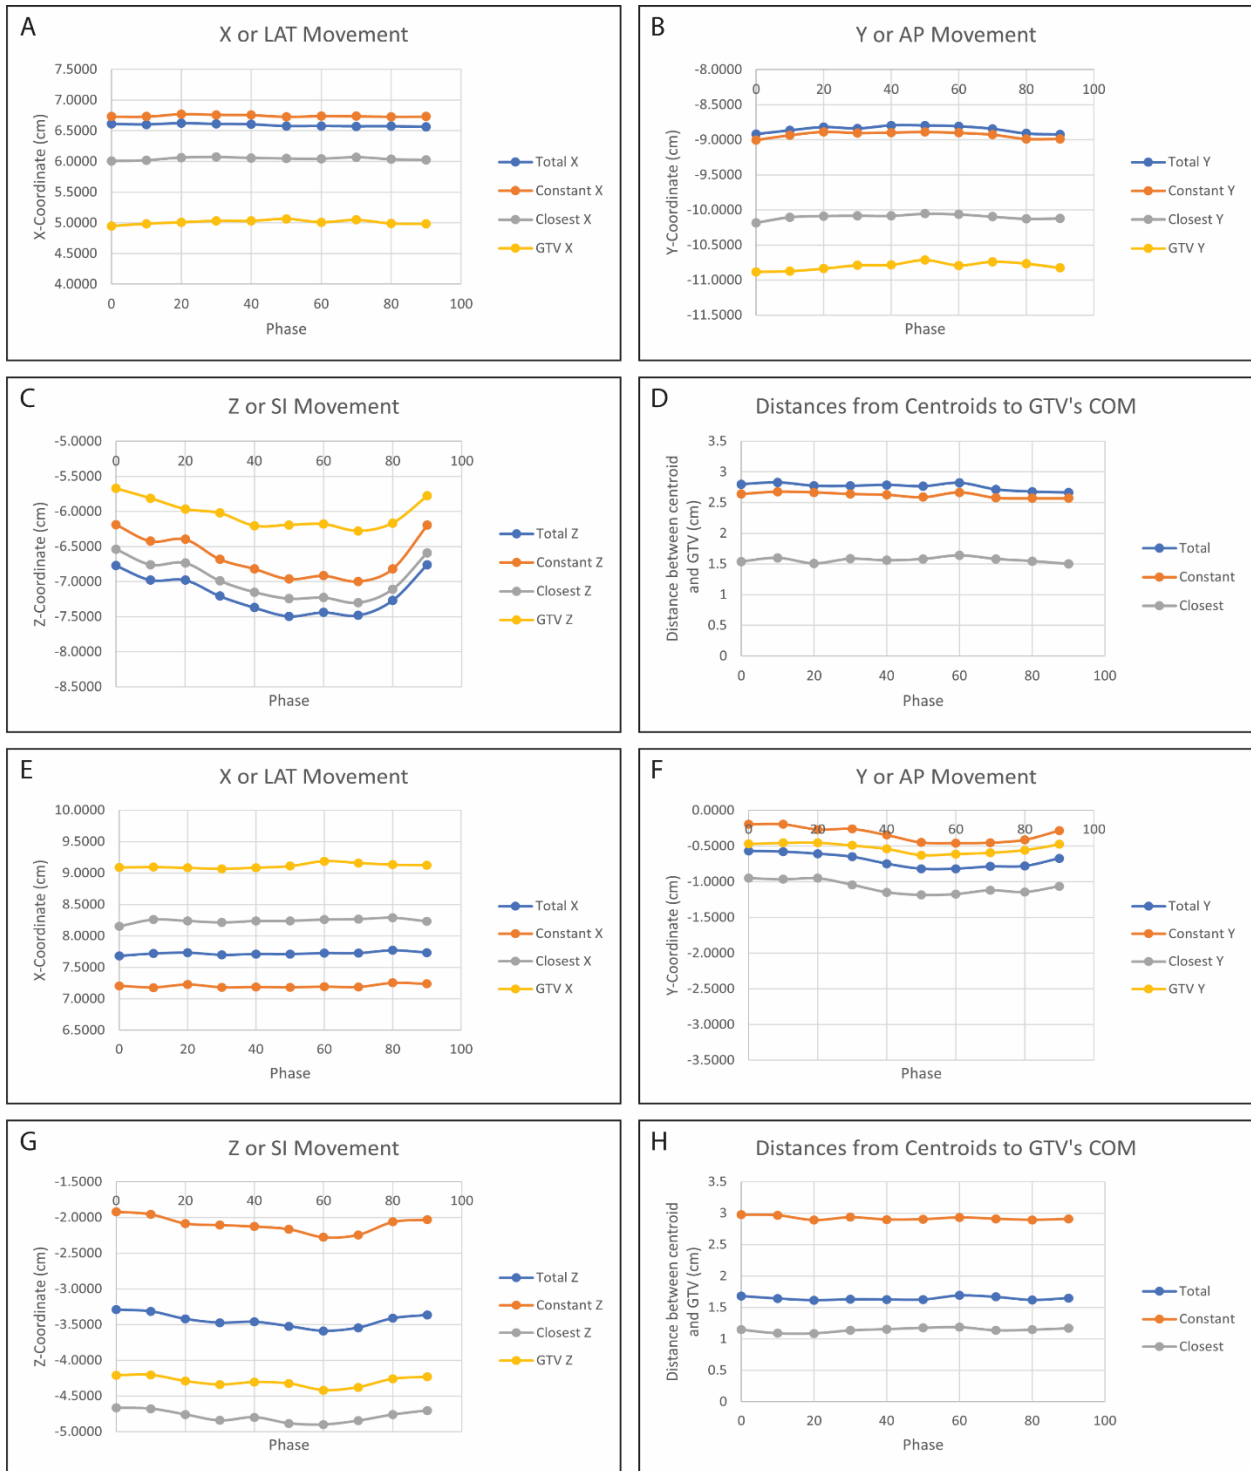 A
X or LAT Movement
7.5000
7.0000
6.5000
6.0000
5.5000
5.0000
4.5000
4.0000
X-Coordinate (cm)
0 20 40 60 80 100
Phase
Total X
Constant X
Closest X
GTV X
B
Y or AP Movement
-8.0000
-8.5000
-9.0000
-9.5000
-10.0000
-10.5000
-11.0000
-11.5000
Y-Coordinate (cm)
0 20 40 60 80 100
Phase
Total Y
Constant Y
Closest Y
GTV Y
C
Z or SI Movement
-5.0000
-5.5000
-6.0000
-6.5000
-7.0000
-7.5000
-8.0000
-8.5000
Z-Coordinate (cm)
0 20 40 60 80 100
Phase
Total Z
Constant Z
Closest Z
GTV Z
D
Distances from Centroids to GTV's COM
3.5
3
2.5
2
1.5
1
0.5
0
Distance between centroid
and GTV (cm)
0 20 40 60 80 100
Phase
Total
Constant
Closest
E
X or LAT Movement
10.0000
9.5000
9.0000
8.5000
8.0000
7.5000
7.0000
6.5000
X-Coordinate (cm)
0 20 40 60 80 100
Phase
Total X
Constant X
Closest X
GTV X
F
Y or AP Movement
0.0000
-0.5000
-1.0000
-1.5000
-2.0000
-2.5000
-3.0000
-3.5000
Y-Coordinate (cm)
0 20 40 60 80 100
Phase
Total Y
Constant Y
Closest Y
GTV Y
G
Z or SI Movement
-1.5000
-2.0000
-2.5000
-3.0000
-3.5000
-4.0000
-4.5000
-5.0000
Z-Coordinate (cm)
0 20 40 60 80 100
Phase
Total Z
Constant Z
Closest Z
GTV Z
H
Distances from Centroids to GTV's COM
3.5
3
2.5
2
1.5
1
0.5
0
Distance between centroid
and GTV (cm)
0 20 40 60 80 100
Phase
Total
Constant
Closest